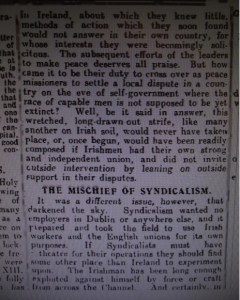 In Ireland, about which they knew little,
methods of action which they soon found
would not answer in their own country, for
whose interests they were becomingly soli-
citous. The subsequent efforts of the leaders
to make peace deserves all praise. But how
came it to be their duty to cross over as peace
missioners to settle a local dispute in a coun-
try on the eve of self-government where the
race of capable men is not supposed to be yet
extinct? Well, be it said in answer, this
wretched, long-drawn out strife, like many
another on Irish soil, would never have taken
place, or, once begun, would have been readily
composed if Irishmen had their own strong
and independent union, and did not invite
outside intervention by leaning on outside
support in their disputes.
THE MISCHIEF OF SYNDICALISM.
It was a different issue, however, that
darkened the sky. Syndicalism wanted no
employers in Dublin or anywhere else, and it
prepared and took the field to use Irish
workers and the English unions for its own
purposes. If Syndicalists must have
theatre for their operations they should find
some other place than Ireland to experiment
upon. The Irishman has been long enough
exploited against himself by force or craft
from across the Channel. And certainly